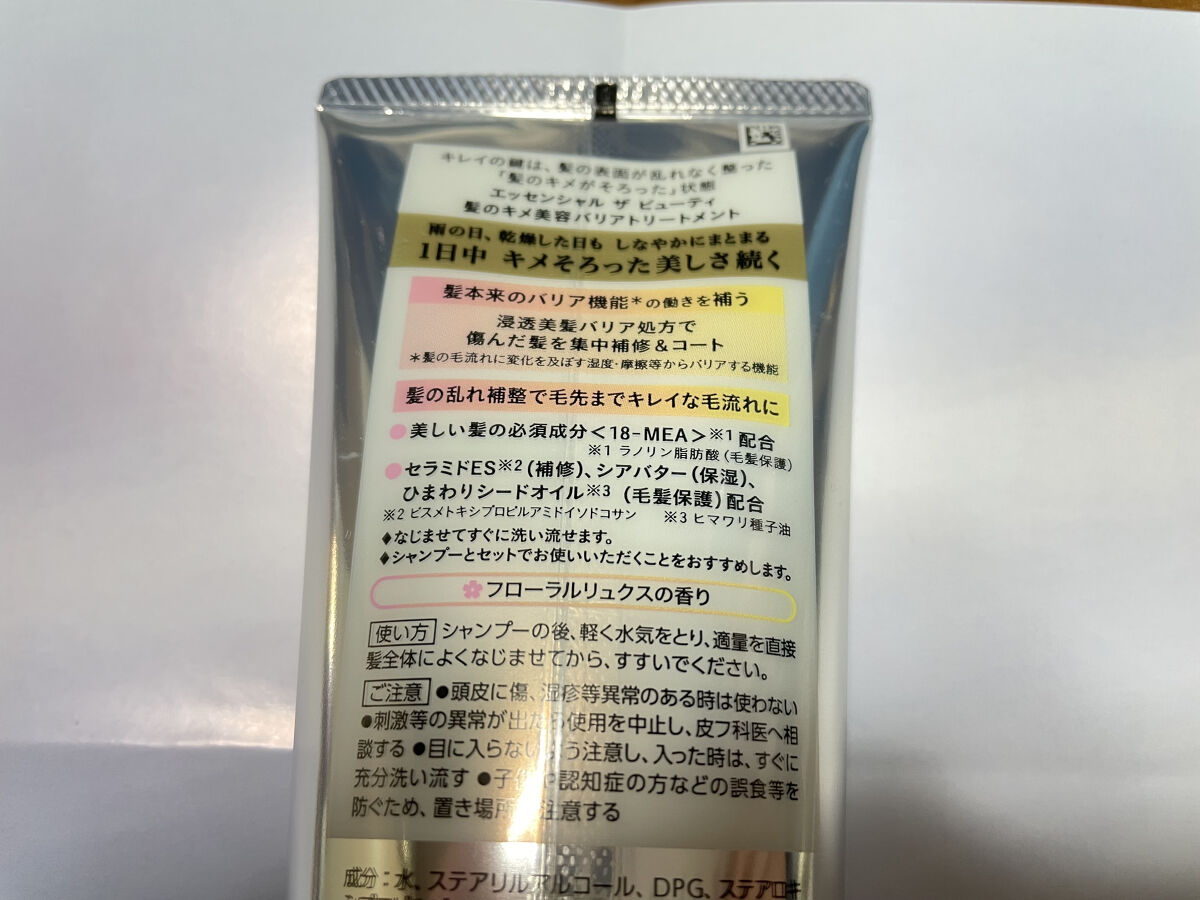 キレイの鍵は、髪の表面が乱れなく整った
「髪のキメがそろった」状態
エッセンシャル ザ ビューティ
髪のキメ美容バリアトリートメント
雨の日、乾燥した日も しなやかにまとまる
1日中 キメそろった美しさ続く
髪本来のバリア機能＊の働きを補う
浸透美髪バリア処方で
傷んだ髪を集中補修＆コート
＊髪の毛流れに変化を及ぼす湿度・摩擦等からバリアする機能
髪の乱れ補整で毛先までキレイな毛流れに
●美しい髪の必須成分＜18-MEA＞※1 配合
※1 ラノリン脂肪酸（毛髪保護）
●セラミドES※2（補修）、シアバター（保湿）、
ひまわりシードオイル※3（毛髪保護）配合
※2 ビスメトキシプロピルアミドイソドコサン ※3 ヒマワリ種子油
♦なじませてすぐに洗い流せます。
♦シャンプーとセットでお使いいただくことをおすすめします。
フローラルリュクスの香り
使い方 シャンプーの後、軽く水気をとり、適量を直接
髪全体によくなじませてから、すすいでください。
ご注意 ●頭皮に傷、湿疹等異常のある時は使わない
●刺激等の異常が出たら使用を中止し、皮フ科医へ相
談する ●目に入らないよう注意し、入った時は、すぐに
充分洗い流す ●子供や認知症の方などの誤食等を
防ぐため、置き場所に注意する
成分：水、ステアリルアルコール、DPG、ステアロキ